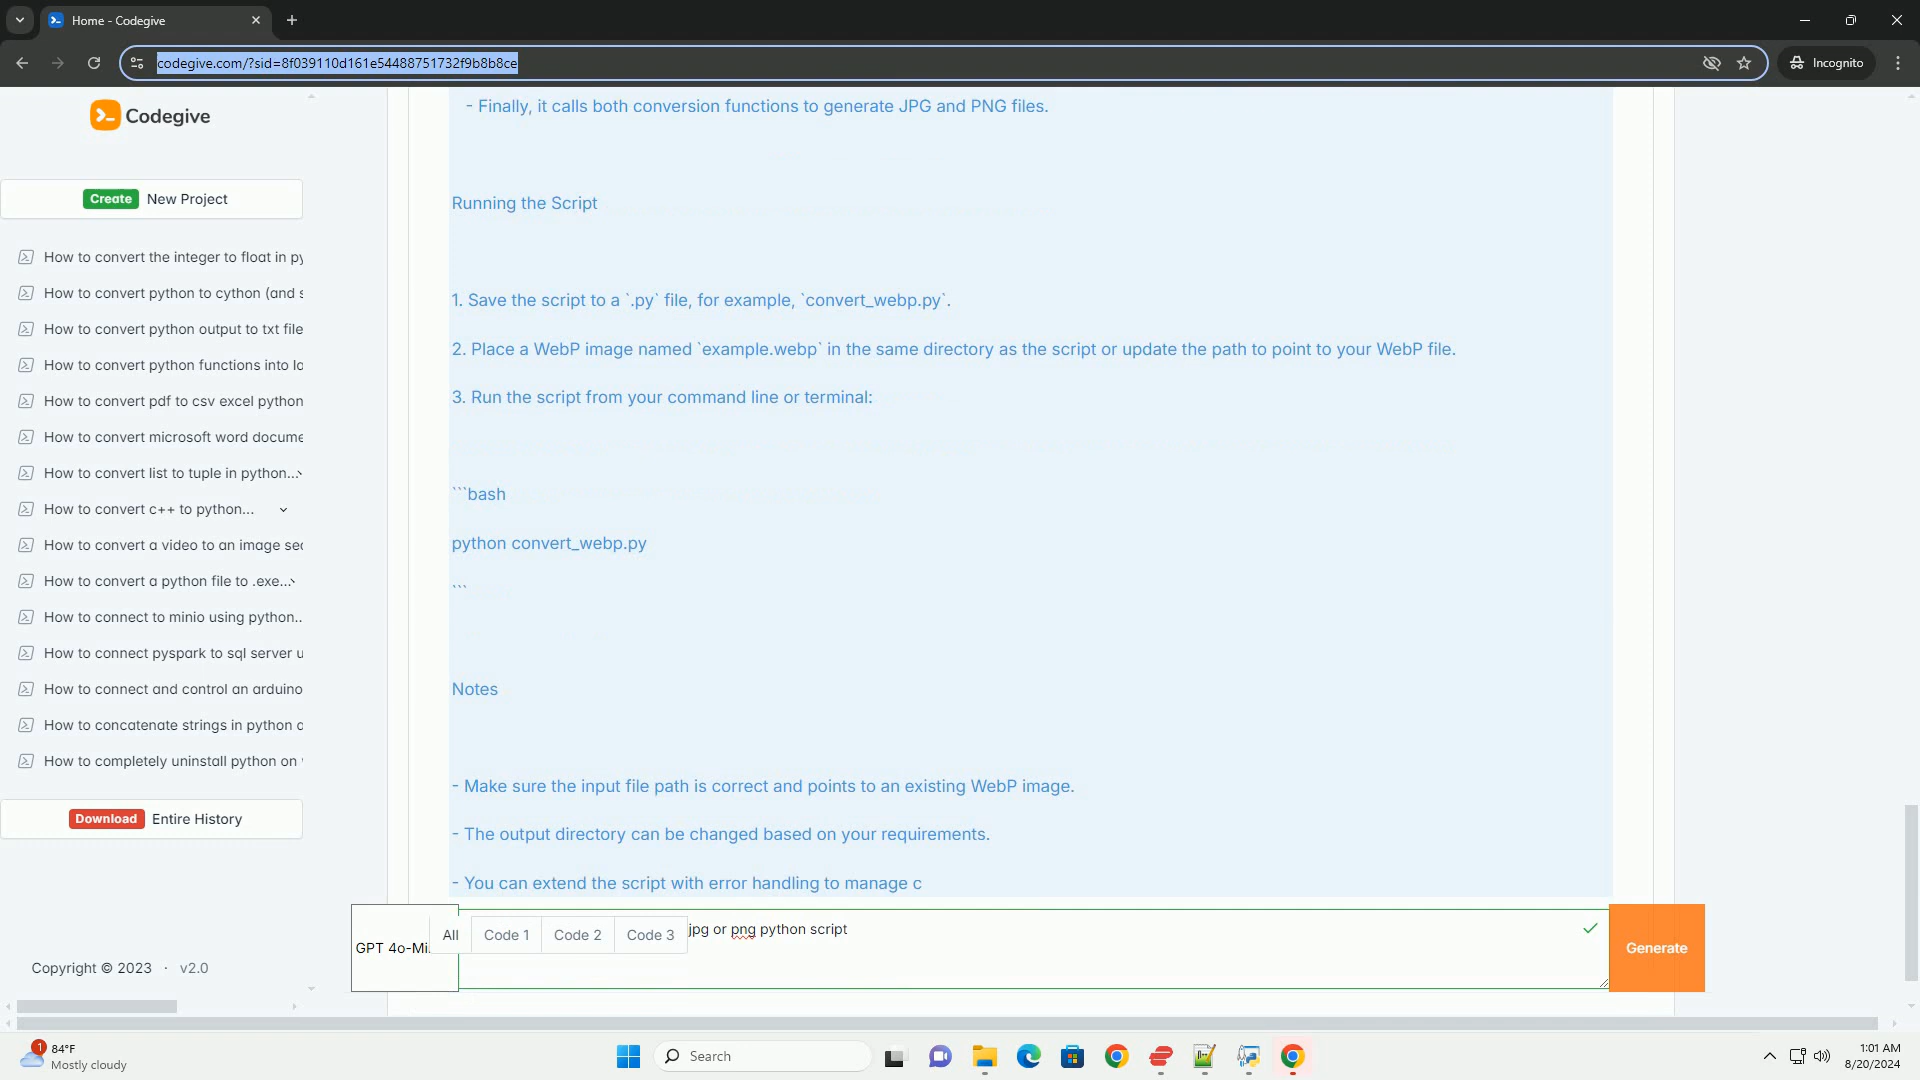 Home - Codegive
codegive.com/?sid=8f039110d161e54488751732f9b8b8ce
Incognito
Codegive
Create New Project
How to convert the integer to float in py
How to convert python to cython (and s
How to convert python output to txt file
How to convert python functions into la
How to convert pdf to csv excel python
How to convert microsoft word docume
How to convert list to tuple in python...
How to convert c++ to python...
How to convert a video to an image seq
How to convert a python file to .exe...
How to connect to minio using python..
How to connect pyspark to sql server u
How to connect and control an arduino
How to concatenate strings in python a
How to completely uninstall python on
Download Entire History
Copyright © 2023 · v2.0
- Finally, it calls both conversion functions to generate JPG and PNG files.
Running the Script
1. Save the script to a `.py` file, for example, `convert_webp.py`.
2. Place a WebP image named `example.webp` in the same directory as the script or update the path to point to your WebP file.
3. Run the script from your command line or terminal:
```bash
python convert_webp.py
```
Notes
- Make sure the input file path is correct and points to an existing WebP image.
- The output directory can be changed based on your requirements.
- You can extend the script with error handling to manage c
GPT 4o-Mi
All Code 1 Code 2 Code 3
jpg or png python script
Generate
1
84°F
Mostly cloudy
Search
1:01 AM
8/20/2024